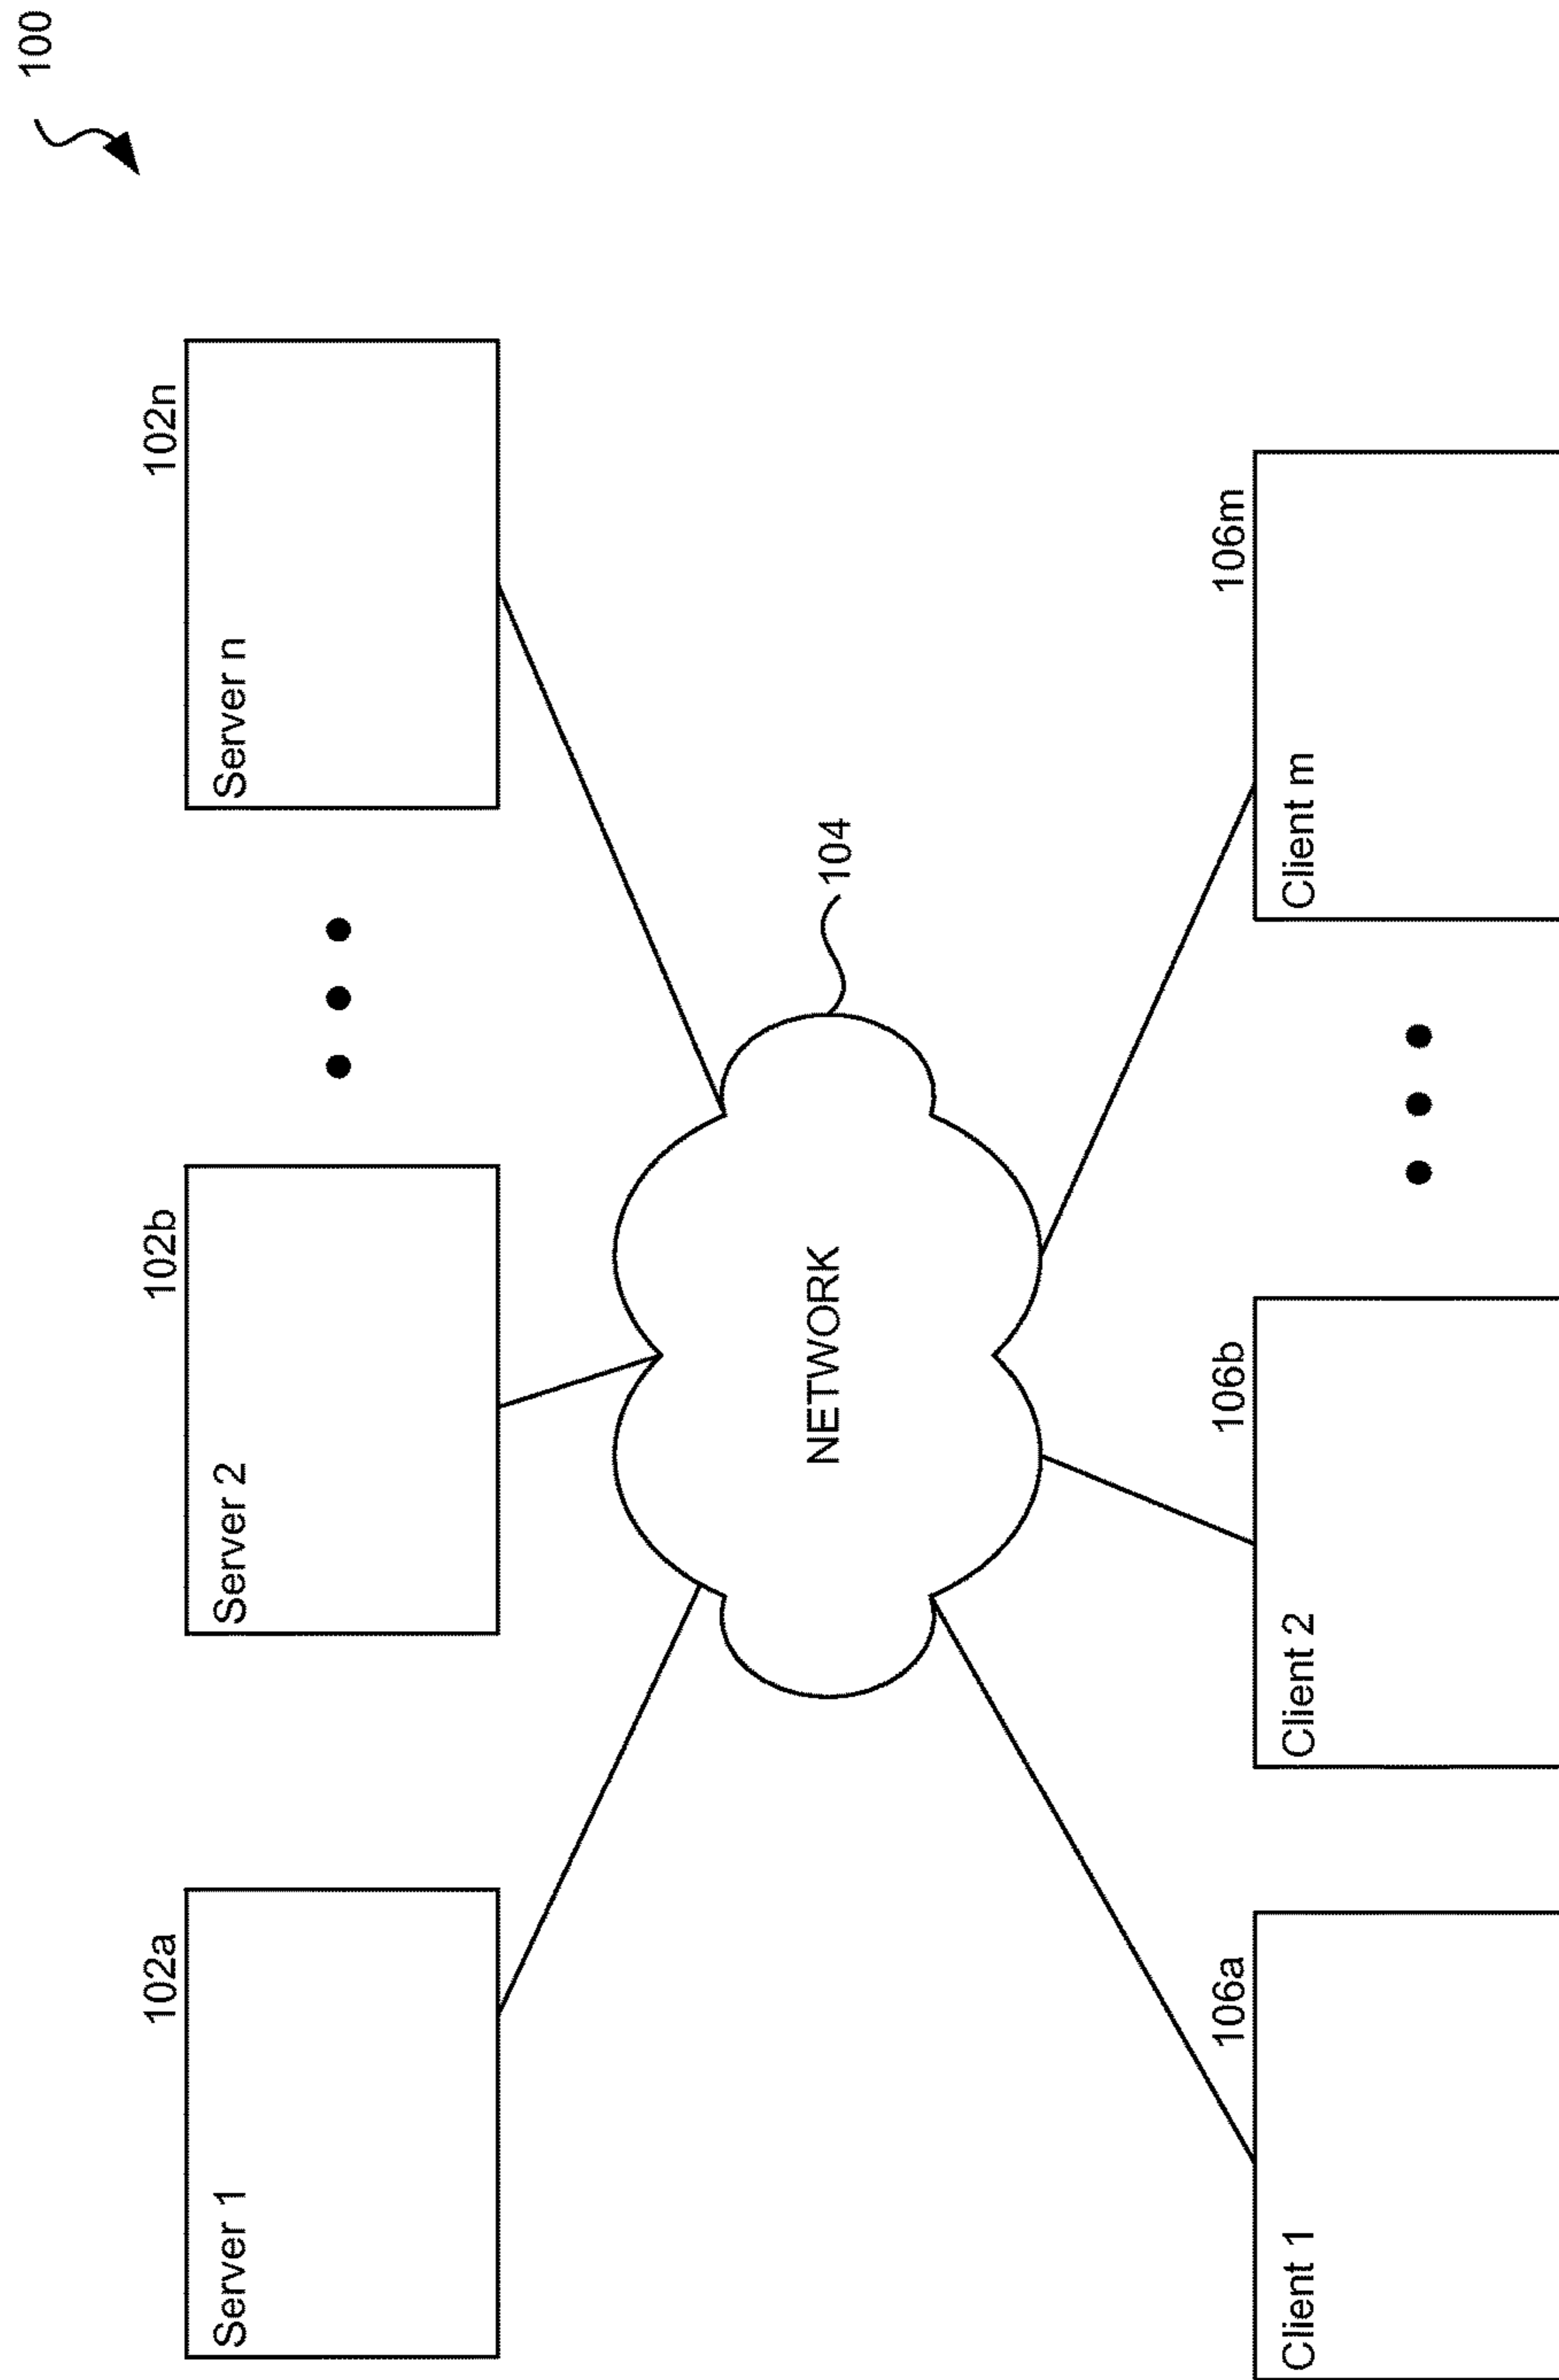 100
102a
102b
102n
Server 1
Server 2
Server n
NETWORK
104
106a
106b
106m
Client 1
Client 2
Client m